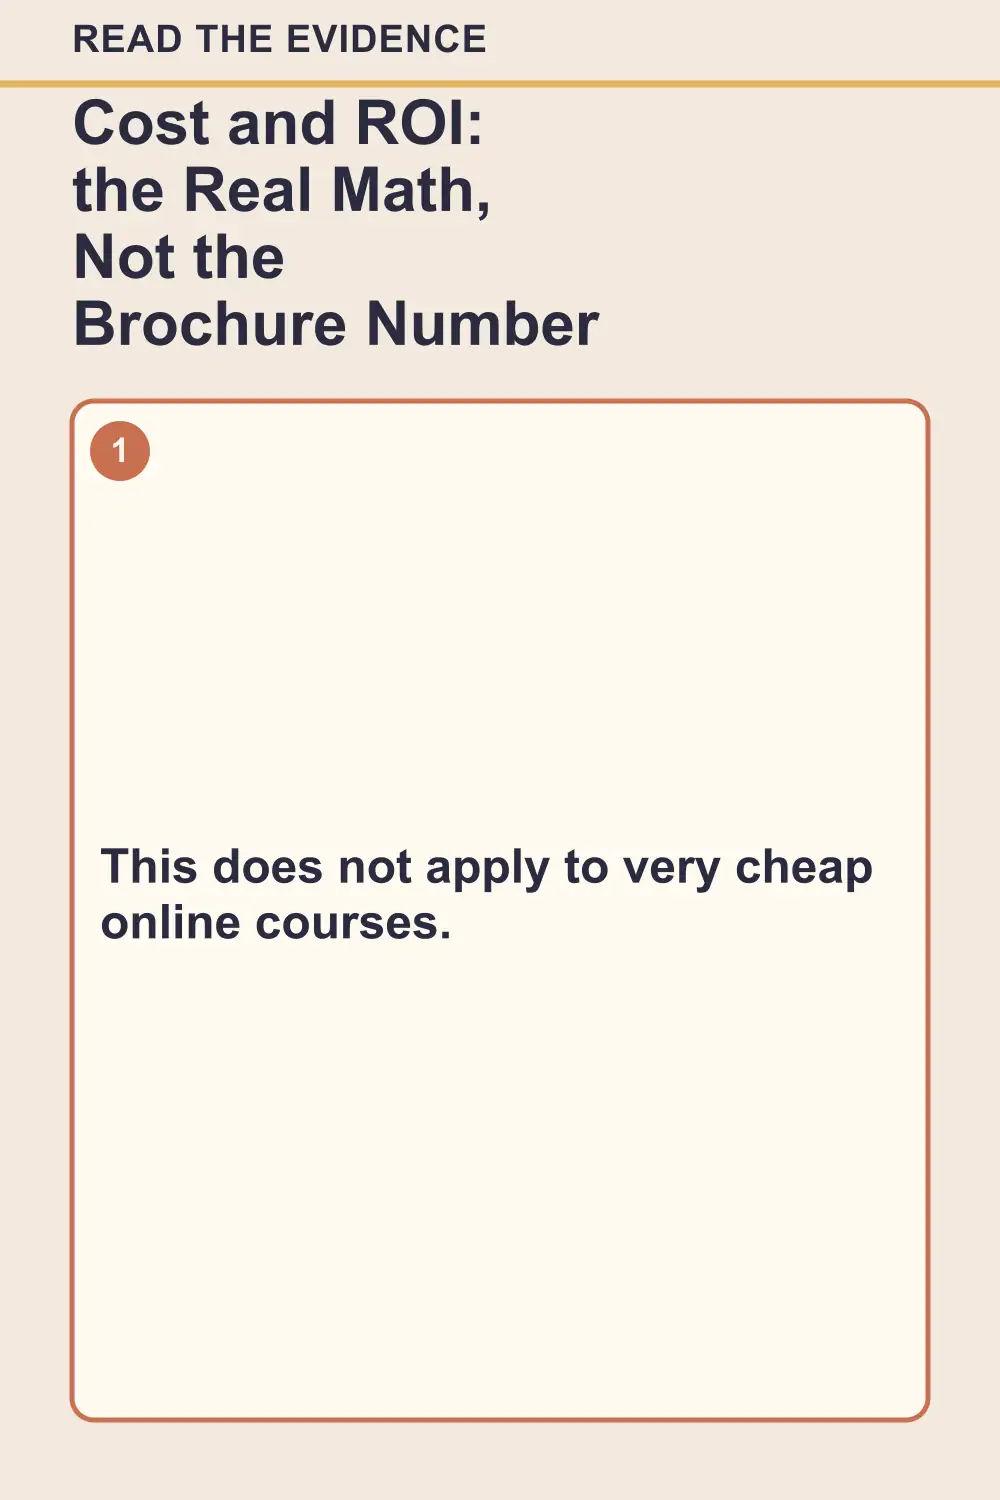 READ THE EVIDENCE
Cost and ROI:
the Real Math,
Not the
Brochure Number
1
This does not apply to very cheap
online courses.